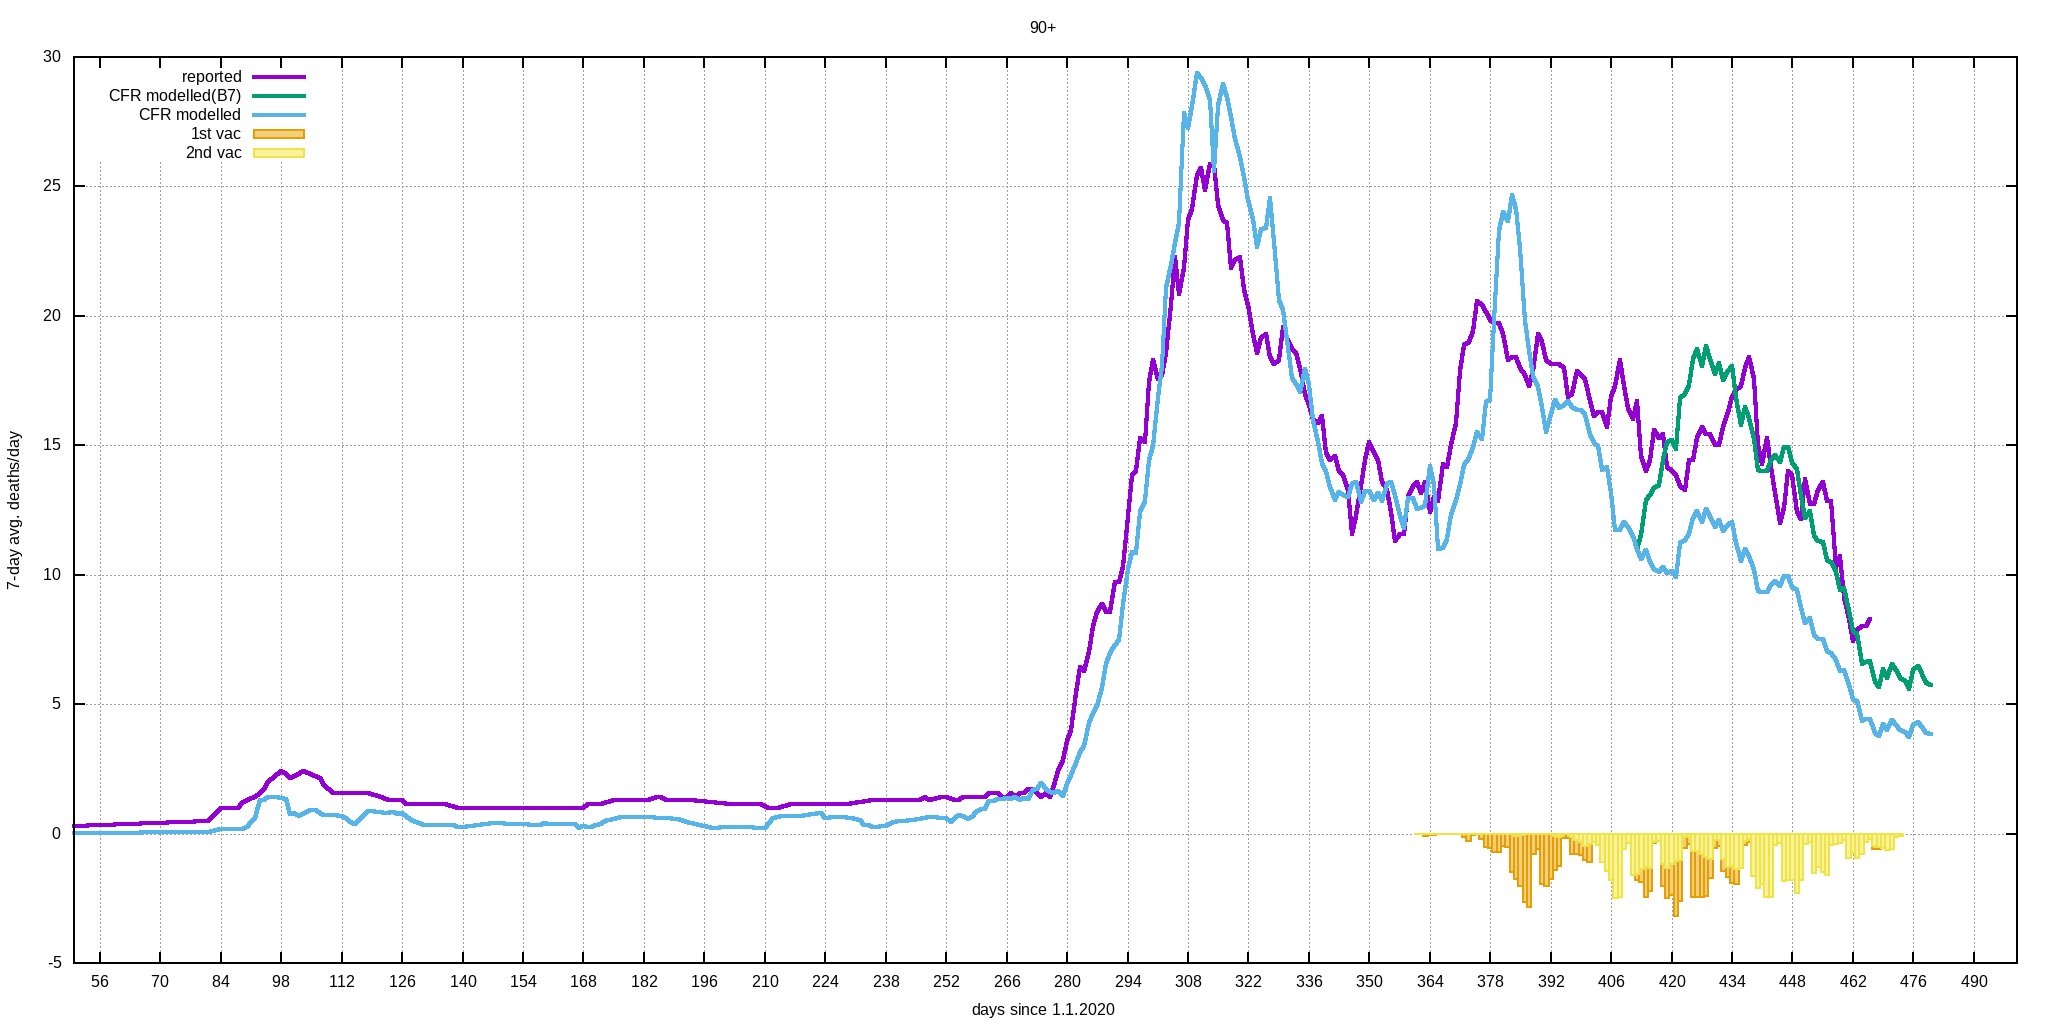 90+
30
25
20
15
10
5
0
-5
7-day avg. deaths/day
reported
CFR modelled(B7)
CFR modelled
1st vac
2nd vac
56 70 84 98 112 126 140 154 168 182 196 210 224 238 252 266 280 294 308 322 336 350 364 378 392 406 420 434 448 462 476 490
days since 1.1.2020